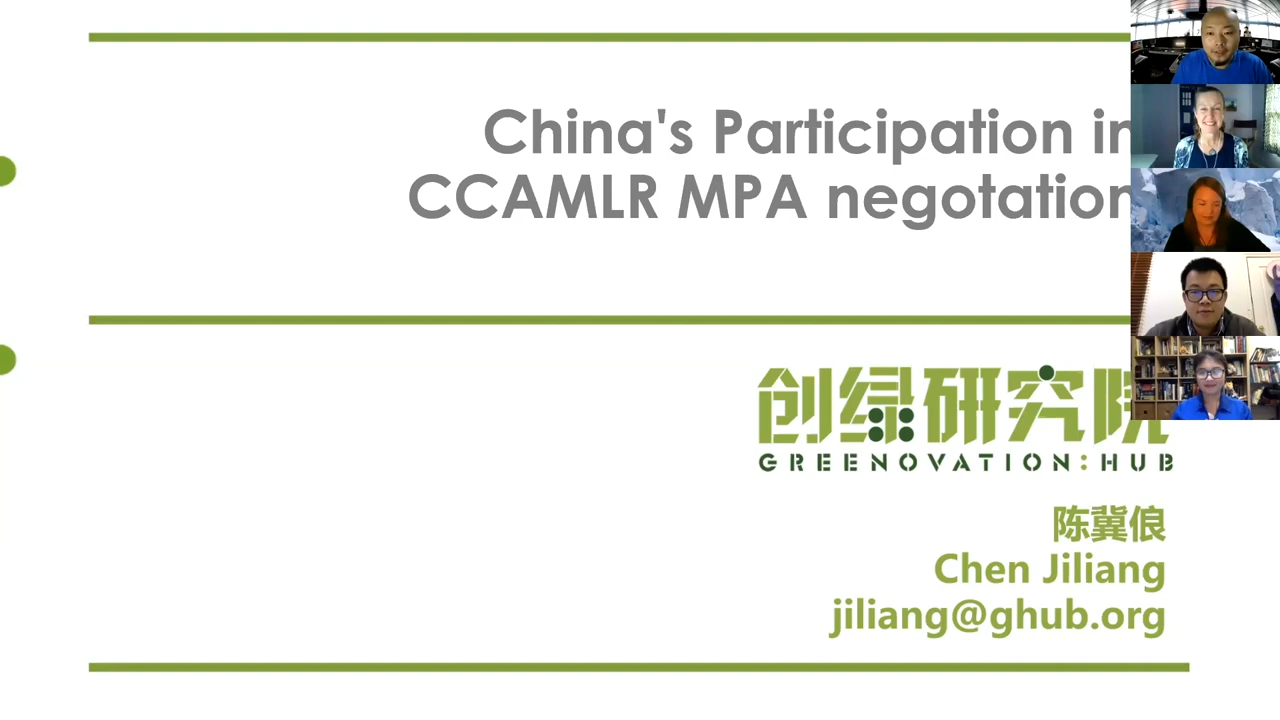 China's Participation in
CCAMLR MPA negotation
创绿研究院
GREENOVATION:HUB
陈冀俍
Chen Jiliang
jiliang@ghub.org